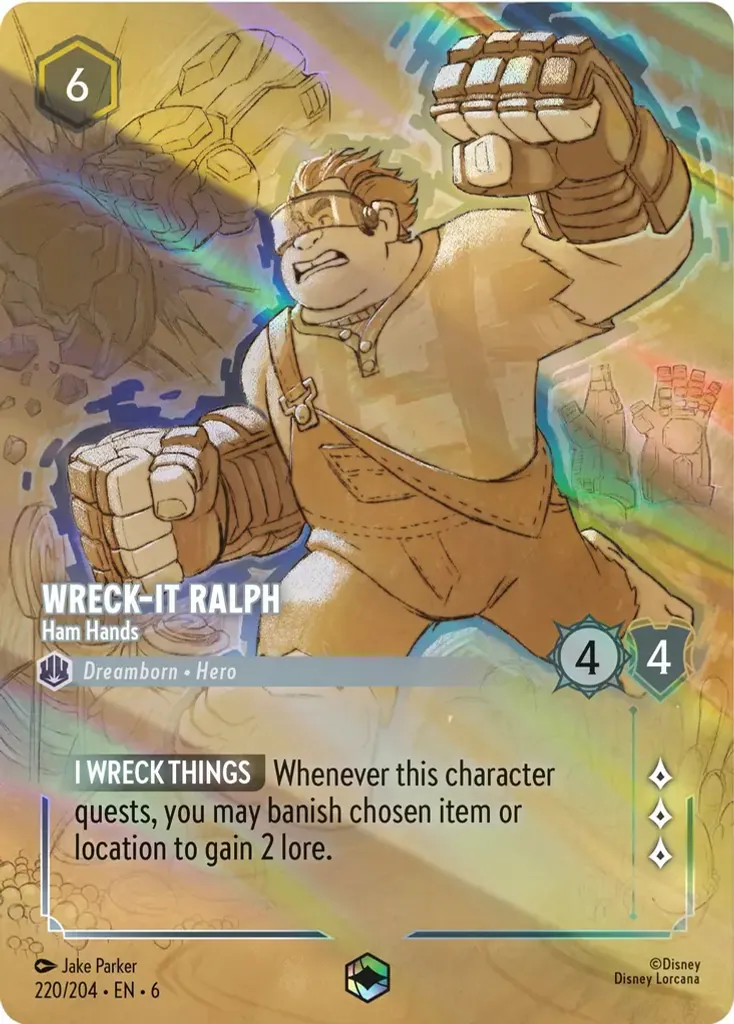 6
WRECK-IT RALPH
Ham Hands
Dreamborn • Hero
4 4
I WRECK THINGS Whenever this character
quests, you may banish chosen item or
location to gain 2 lore.
Jake Parker
220/204 • EN • 6
©Disney
Disney Lorcana